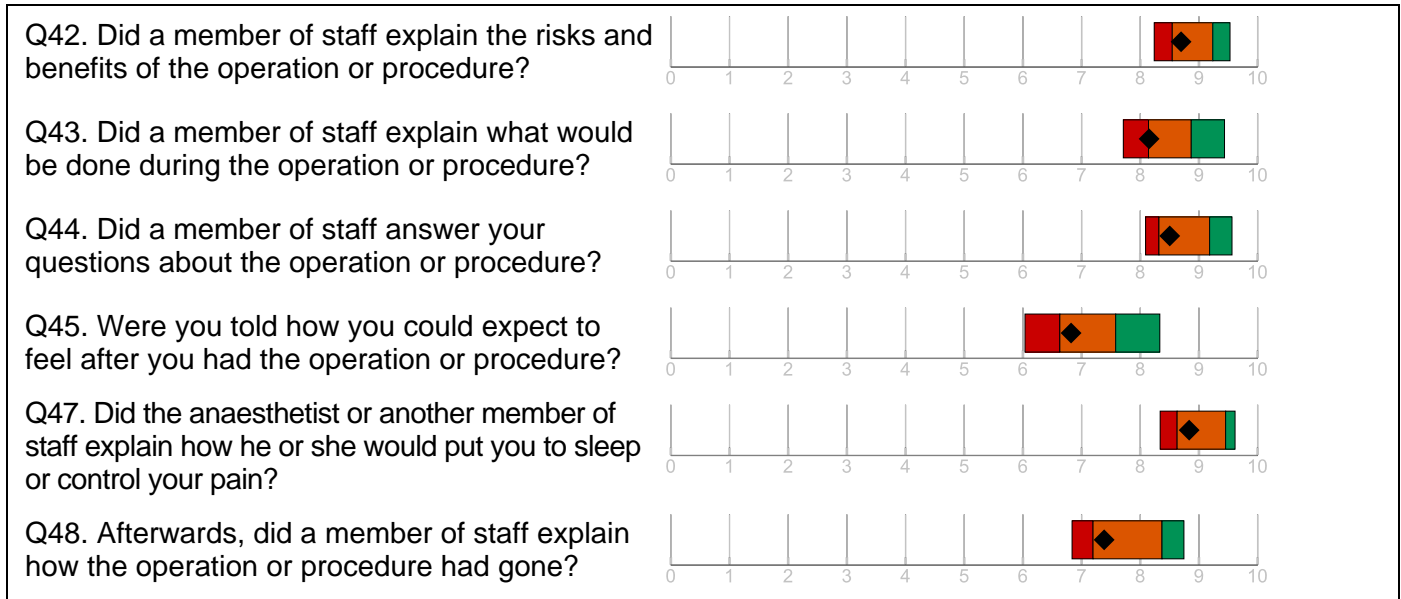 Q42. Did a member of staff explain the risks and
benefits of the operation or procedure?
0 1 2 3 4 5 6 7 8 9 10
Q43. Did a member of staff explain what would
be done during the operation or procedure?
0 1 2 3 4 5 6 7 8 9 10
Q44. Did a member of staff answer your
questions about the operation or procedure?
0 1 2 3 4 5 6 7 8 9 10
Q45. Were you told how you could expect to
feel after you had the operation or procedure?
0 1 2 3 4 5 6 7 8 9 10
Q47. Did the anaesthetist or another member of
staff explain how he or she would put you to sleep
or control your pain?
0 1 2 3 4 5 6 7 8 9 10
Q48. Afterwards, did a member of staff explain
how the operation or procedure had gone?
0 1 2 3 4 5 6 7 8 9 10